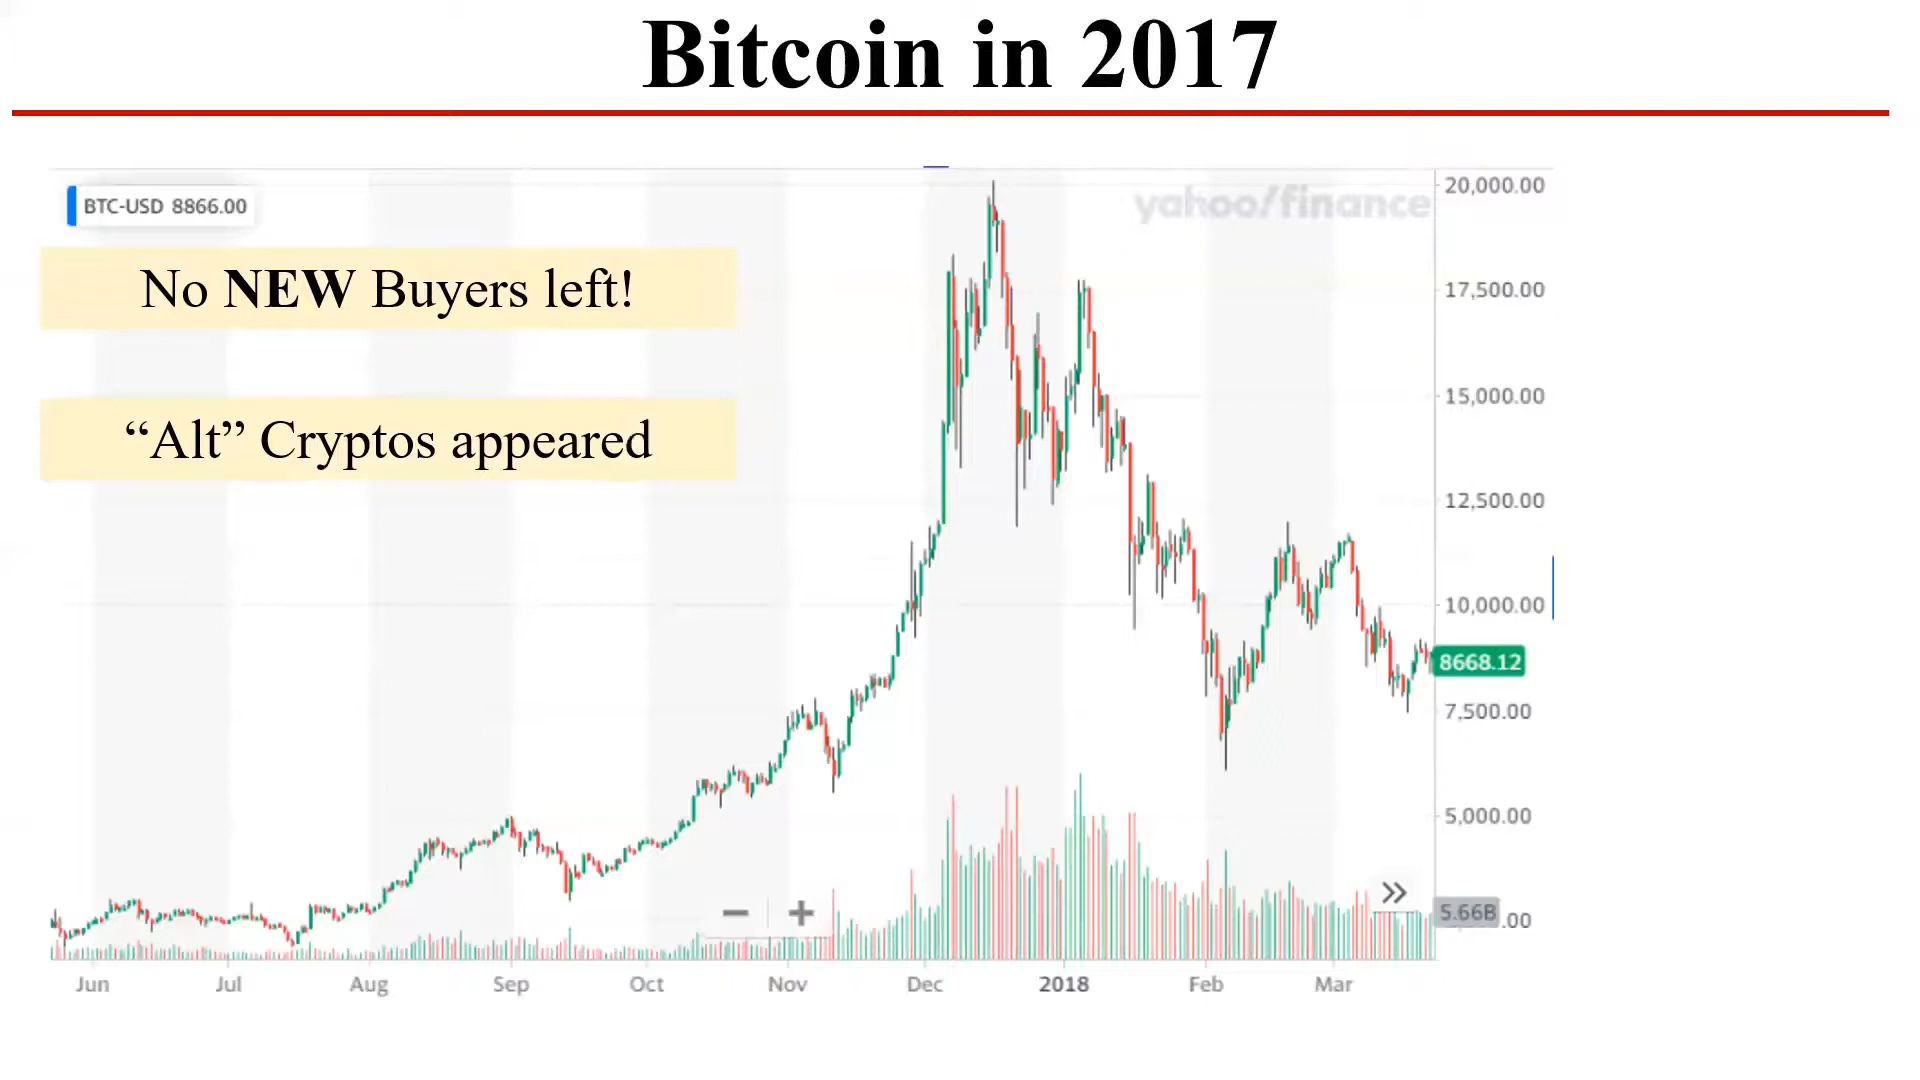 Bitcoin in 2017
BTC-USD 8866.00
yahoo/finance
No NEW Buyers left!
“Alt” Cryptos appeared
20,000.00
17,500.00
15,000.00
12,500.00
10,000.00
8668.12
7,500.00
5,000.00
5.66B
.00
Jun Jul Aug Sep Oct Nov Dec 2018 Feb Mar